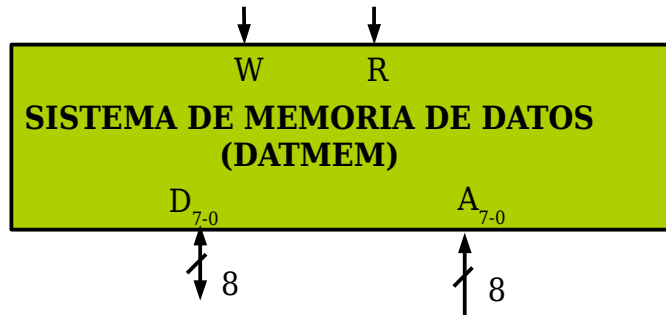 W R
SISTEMA DE MEMORIA DE DATOS
(DATMEM)
D7-0 A7-0
8 8